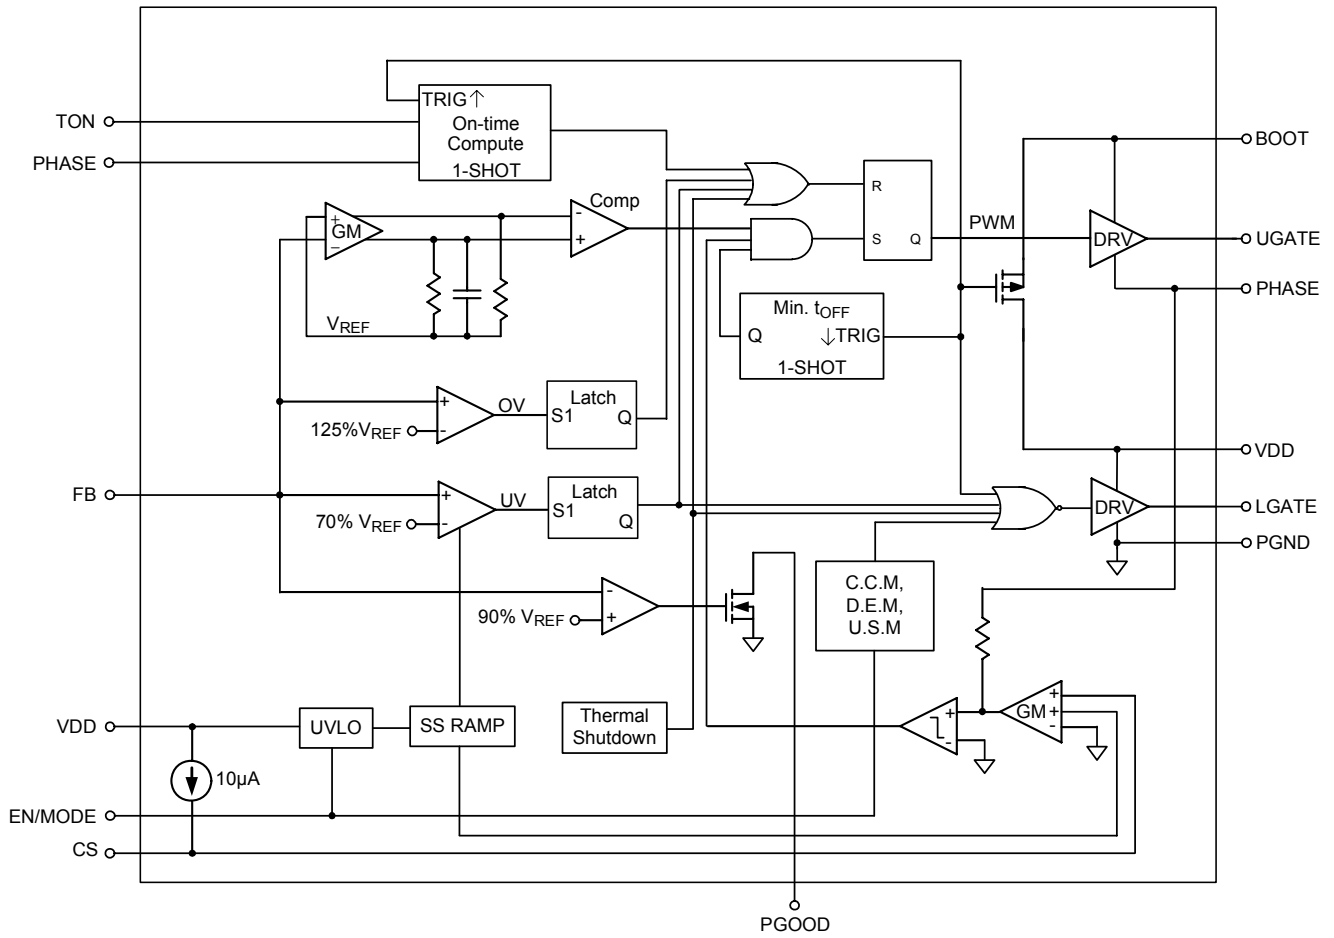 TRIG↑
On-time
Compute
1-SHOT
TON
PHASE
BOOT
R
S
Q
Comp
-
+
PWM
DRV
UGATE
PHASE
+
GM
-
VREF
Min. tOFF
Q
↓TRIG
1-SHOT
+
-
OV
125%VREF
Latch
S1
Q
VDD
FB
+
-
UV
70% VREF
Latch
S1
Q
DRV
LGATE
PGND
-
+
90% VREF
C.C.M,
D.E.M,
U.S.M
VDD
UVLO
SS RAMP
Thermal
Shutdown
+
-
GM
+
+
-
10µA
EN/MODE
CS
PGOOD